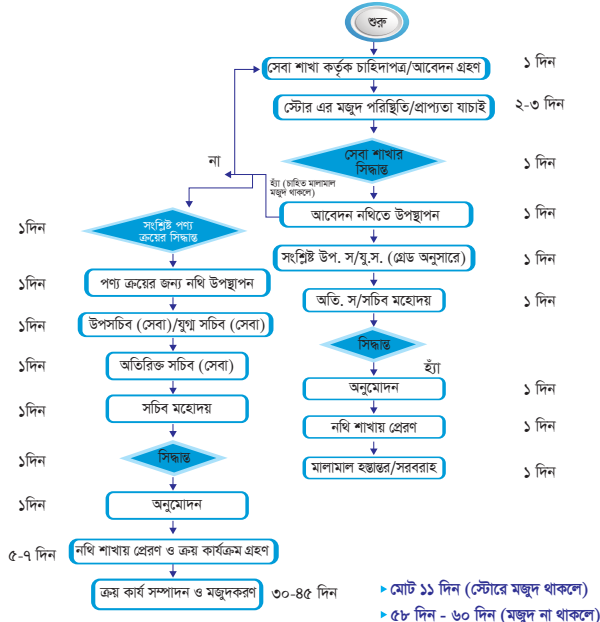 শুরু
সেবা শাখা কর্তৃক চাহিদাপত্র/আবেদন গ্রহণ
১ দিন
স্টোর এর মজুদ পরিস্থিতি/প্রাপ্যতা যাচাই
২-৩ দিন
সেবা শাখার
সিদ্ধান্ত
১ দিন
না
হ্যাঁ (চাহিত মালামাল
মজুদ থাকলে)
আবেদন নথিতে উপস্থাপন
১ দিন
সংশ্লিষ্ট উপ. স/যু.স. (গ্রেড অনুসারে)
১ দিন
অতি. স/সচিব মহোদয়
১ দিন
সিদ্ধান্ত
হ্যাঁ
অনুমোদন
১ দিন
নথি শাখায় প্রেরণ
১ দিন
মালামাল হস্তান্তর/সরবরাহ
১ দিন
সংশ্লিষ্ট পণ্য
ক্রয়ের সিদ্ধান্ত
১দিন
পণ্য ক্রয়ের জন্য নথি উপস্থাপন
১দিন
উপসচিব (সেবা)/যুগ্ম সচিব (সেবা)
১দিন
অতিরিক্ত সচিব (সেবা)
১দিন
সচিব মহোদয়
১দিন
সিদ্ধান্ত
১দিন
অনুমোদন
১দিন
নথি শাখায় প্রেরণ ও ক্রয় কার্যক্রম গ্রহণ
৫-৭ দিন
ক্রয় কার্য সম্পাদন ও মজুদকরণ
৩০-৪৫ দিন
মোট ১১ দিন (স্টোরে মজুদ থাকলে)
৫৮ দিন - ৬০ দিন (মজুদ না থাকলে)